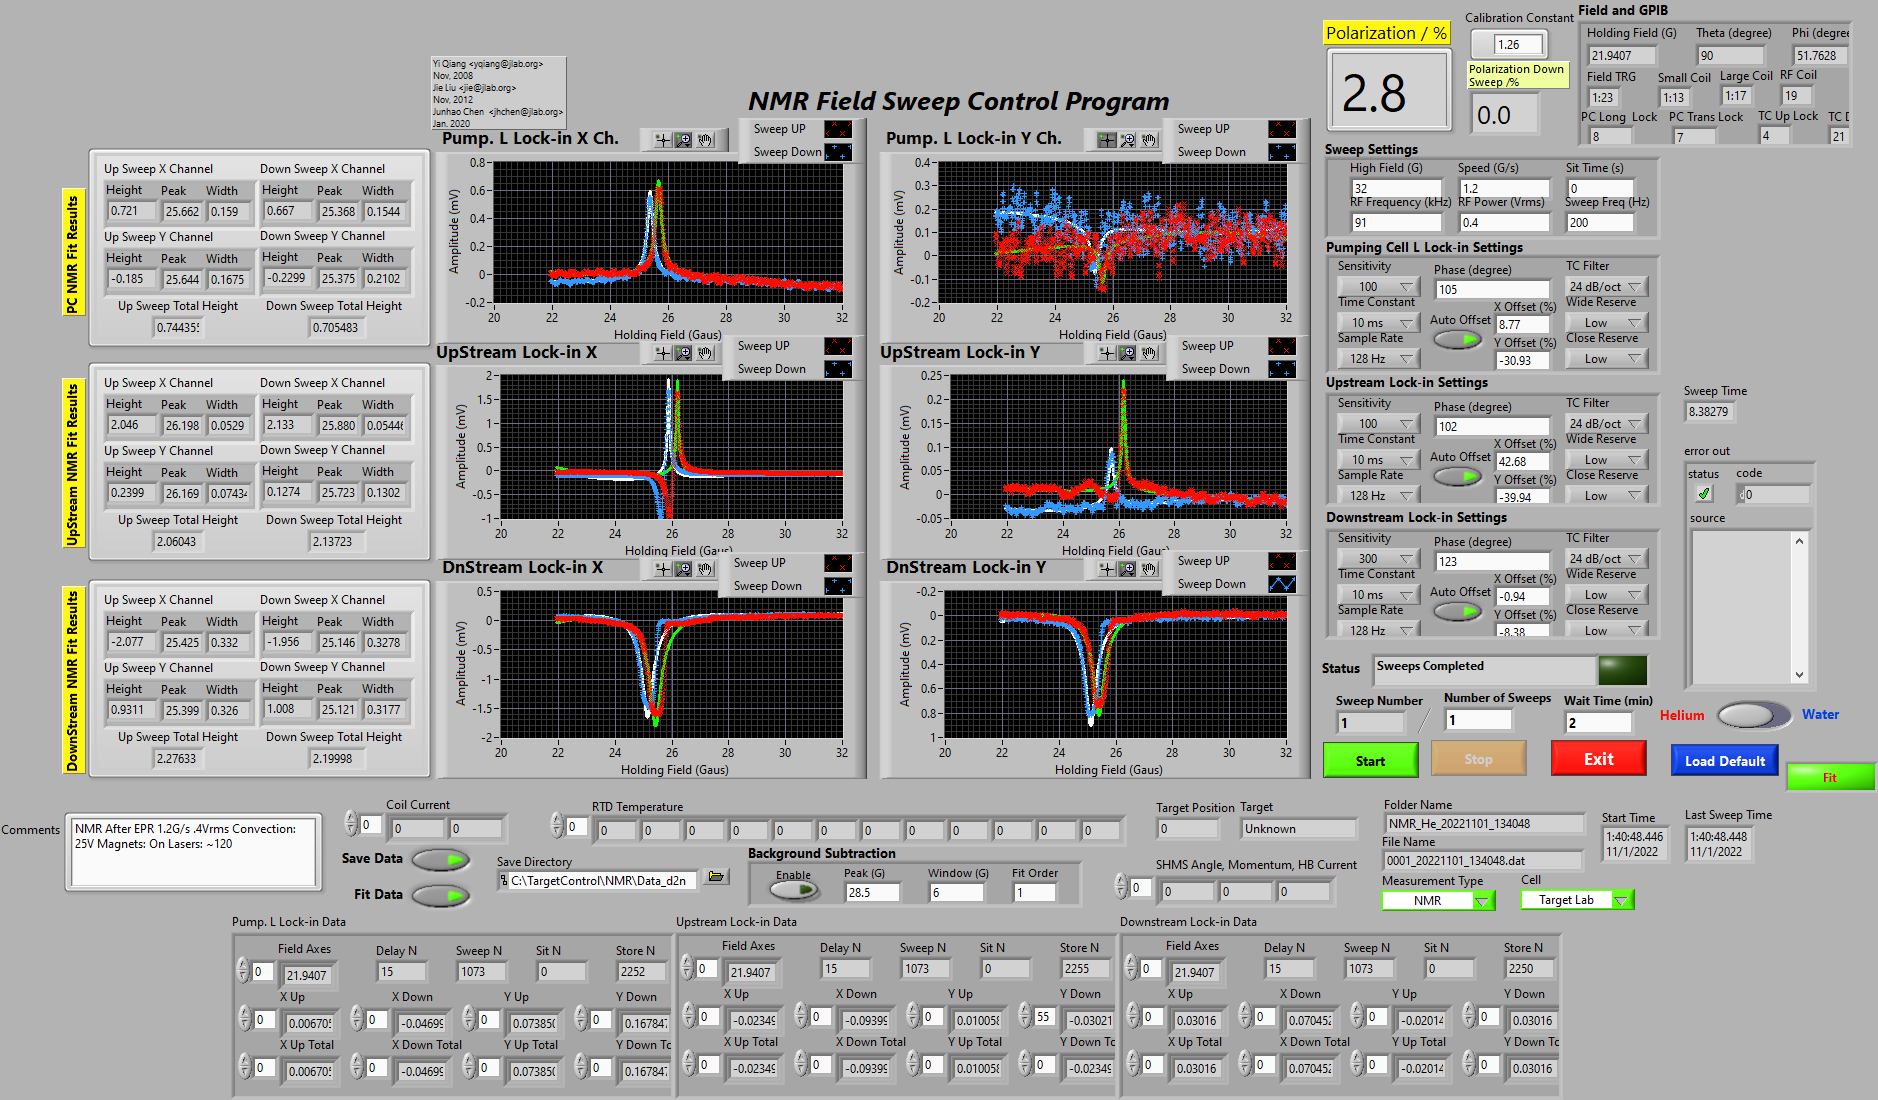 Yi Qiang <yqiang@jlab.org>
Nov, 2008
Jie Liu <jie@jlab.org>
Nov, 2012
Junhao Chen <jhchen@jlab.org>
Jan. 2020
NMR Field Sweep Control Program
Polarization / %
2.8
Calibration Constant
1.26
Polarization Down
Sweep /%
0.0
Field and GPIB
Holding Field (G) Theta (degree) Phi (degree
21.9407 90 51.7628
Field TRG Small Coil Large Coil RF Coil
1:23 1:13 1:17 19
PC Long Lock PC Trans Lock TC Up Lock TC D
8 7 4 21
PC NMR Fit Results
Up Sweep X Channel Down Sweep X Channel
Height Peak Width Height Peak Width
0.721 25.662 0.159 0.667 25.368 0.1544
Up Sweep Y Channel Down Sweep Y Channel
Height Peak Width Height Peak Width
-0.185 25.644 0.1675 -0.2299 25.375 0.2102
Up Sweep Total Height Down Sweep Total Height
0.74435 0.705483
Pump. L Lock-in X Ch.
Sweep UP
Sweep Down
Amplitude (mV)
0.8
0.6
0.4
0.2
0
-0.2
20 22 24 26 28 30 32
Holding Field (Gaus)
Pump. L Lock-in Y Ch.
Sweep UP
Sweep Down
Amplitude (mV)
0.4
0.3
0.2
0.1
0
-0.1
-0.2
20 22 24 26 28 30 32
Holding Field (Gaus)
UpStream NMR Fit Results
Up Sweep X Channel Down Sweep X Channel
Height Peak Width Height Peak Width
2.046 26.198 0.0529 2.133 25.880 0.0544
Up Sweep Y Channel Down Sweep Y Channel
Height Peak Width Height Peak Width
0.2399 26.169 0.0743 0.1274 25.723 0.1302
Up Sweep Total Height Down Sweep Total Height
2.06043 2.13723
UpStream Lock-in X
Sweep UP
Sweep Down
Amplitude (mV)
2
1.5
1
0.5
0
-0.5
-1
20 22 24 26 28 30 32
Holding Field (Gaus)
UpStream Lock-in Y
Sweep UP
Sweep Down
Amplitude (mV)
0.25
0.2
0.15
0.1
0.05
0
-0.05
20 22 24 26 28 30 32
Holding Field (Gaus)
DownStream NMR Fit Results
Up Sweep X Channel Down Sweep X Channel
Height Peak Width Height Peak Width
-2.077 25.425 0.332 -1.956 25.146 0.3278
Up Sweep Y Channel Down Sweep Y Channel
Height Peak Width Height Peak Width
0.9311 25.399 0.326 1.008 25.121 0.3177
Up Sweep Total Height Down Sweep Total Height
2.27633 2.19998
DnStream Lock-in X
Sweep UP
Sweep Down
Amplitude (mV)
0.5
0
-0.5
-1
-1.5
-2
20 22 24 26 28 30 32
Holding Field (Gaus)
DnStream Lock-in Y
Sweep UP
Sweep Down
Amplitude (mV)
-0.2
0
0.2
0.4
0.6
0.8
1
20 22 24 26 28 30 32
Holding Field (Gaus)
Sweep Settings
High Field (G) Speed (G/s) Sit Time (s)
32 1.2 0
RF Frequency (kHz) RF Power (Vrms) Sweep Freq (Hz)
91 0.4 200
Pumping Cell L Lock-in Settings
Sensitivity Phase (degree) TC Filter
100 105 24 dB/oct
Time Constant X Offset (%) Wide Reserve
10 ms Auto Offset 8.77 Low
Sample Rate Y Offset (%) Close Reserve
128 Hz -30.93 Low
Upstream Lock-in Settings
Sensitivity Phase (degree) TC Filter
100 102 24 dB/oct
Time Constant X Offset (%) Wide Reserve
10 ms Auto Offset 42.68 Low
Sample Rate Y Offset (%) Close Reserve
128 Hz -39.94 Low
Downstream Lock-in Settings
Sensitivity Phase (degree) TC Filter
300 123 24 dB/oct
Time Constant X Offset (%) Wide Reserve
10 ms Auto Offset -0.94 Low
Sample Rate Y Offset (%) Close Reserve
128 Hz -8.38 Low
Sweep Time
8.38279
error out
status code
0
source
Status Sweeps Completed
Sweep Number Number of Sweeps Wait Time (min)
1 / 1 2
Helium Water
Start Stop Exit Load Default Fit
Comments
NMR After EPR 1.2G/s .4Vrms Convection:
25V Magnets: On Lasers: ~120
Coil Current
0 0 0
Save Data
Fit Data
RTD Temperature
0 0 0 0 0 0 0 0 0 0 0 0 0
Save Directory
C:\TargetControl\NMR\Data_d2n
Background Subtraction
Enable Peak (G) Window (G) Fit Order
28.5 6 1
Target Position Target
0 Unknown
SHMS Angle, Momentum, HB Current
0 0 0 0
Folder Name
NMR_He_20221101_134048
File Name
0001_20221101_134048.dat
Measurement Type Cell
NMR Target Lab
Start Time
1:40:48.446
11/1/2022
Last Sweep Time
1:40:48.448
11/1/2022
Pump. L Lock-in Data
Field Axes Delay N Sweep N Sit N Store N
0 21.9407 15 1073 0 2252
X Up X Down Y Up Y Down
0 0.00670 0 -0.04699 0 0.07385 0 0.16784
X Up Total X Down Total Y Up Total Y Down To
0 0.00670 0 -0.04699 0 0.07385 0 0.16784
Upstream Lock-in Data
Field Axes Delay N Sweep N Sit N Store N
0 21.9407 15 1073 0 2255
X Up X Down Y Up Y Down
0 -0.02349 0 -0.09399 0 0.01005 55 -0.03021
X Up Total X Down Total Y Up Total Y Down To
0 -0.02349 0 -0.09399 0 0.01005 0 -0.02349
Downstream Lock-in Data
Field Axes Delay N Sweep N Sit N Store N
0 21.9407 15 1073 0 2250
X Up X Down Y Up Y Down
0 0.03016 0 0.07045 0 -0.02014 0 0.03016
X Up Total X Down Total Y Up Total Y Down To
0 0.03016 0 0.07045 0 -0.02014 0 0.03016